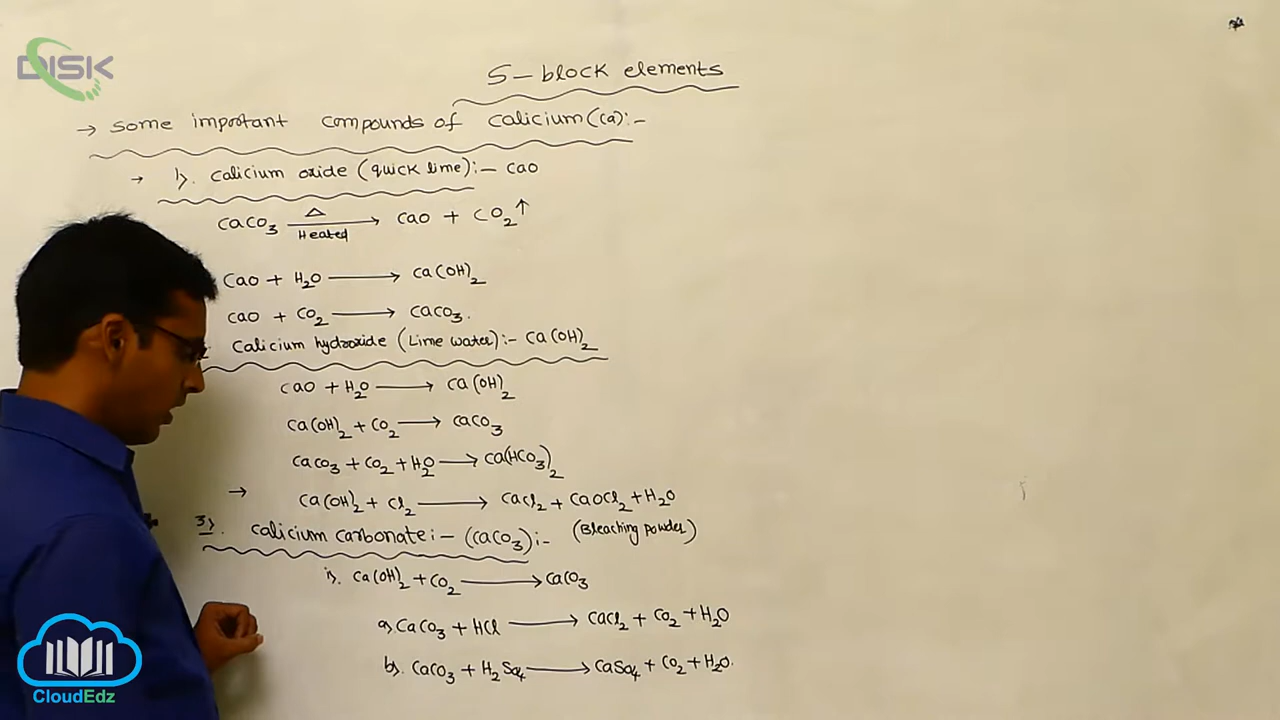 DISK
S-block elements
→ some important compounds of calicium (ca):-
→ 1). calicium oxide (quick lime):- cao
caco₃ —Δ Heated→ cao + CO₂↑
cao + H₂O → ca(OH)₂
cao + CO₂ → caco₃.
calicium hydroxide (Lime water):- ca(OH)₂
cao + H₂O → ca(OH)₂
ca(OH)₂ + CO₂ → caco₃
caco₃ + CO₂ + H₂O → ca(HCO₃)₂
→ ca(OH)₂ + Cl₂ → cacl₂ + caocl₂ + H₂O
3). calicium carbonate:- (caco₃):- (Bleaching powder)
i). ca(OH)₂ + CO₂ → caco₃
a) caco₃ + HCl → cacl₂ + CO₂ + H₂O
b). caco₃ + H₂SO₄ → caSO₄ + CO₂ + H₂O.
CloudEdz